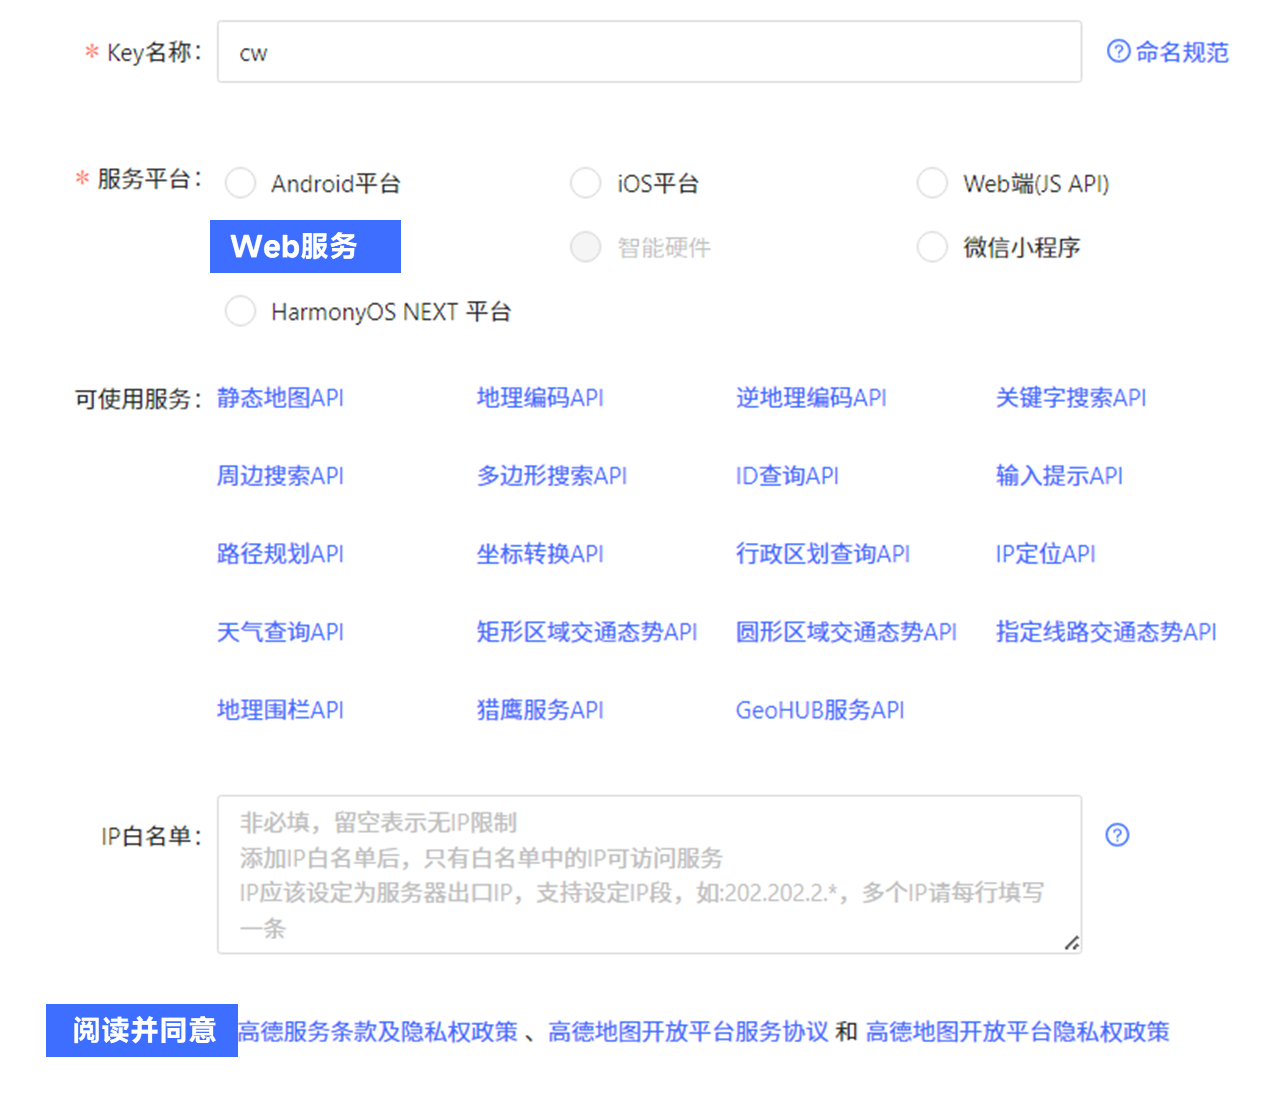 * Key名称： cw ?命名规范
* 服务平台： Android平台 iOS平台 Web端(JS API)
Web服务 智能硬件 微信小程序
HarmonyOS NEXT 平台
可使用服务： 静态地图API 地理编码API 逆地理编码API 关键字搜索API
周边搜索API 多边形搜索API ID查询API 输入提示API
路径规划API 坐标转换API 行政区划查询API IP定位API
天气查询API 矩形区域交通态势API 圆形区域交通态势API 指定线路交通态势API
地理围栏API 猎鹰服务API GeoHUB服务API
IP白名单： 非必填，留空表示无IP限制 ?
添加IP白名单后，只有白名单中的IP可访问服务
IP应该设定为服务器出口IP，支持设定IP段，如:202.202.2.*，多个IP请每行填写
一条
阅读并同意 高德服务条款及隐私权政策 、高德地图开放平台服务协议 和 高德地图开放平台隐私权政策